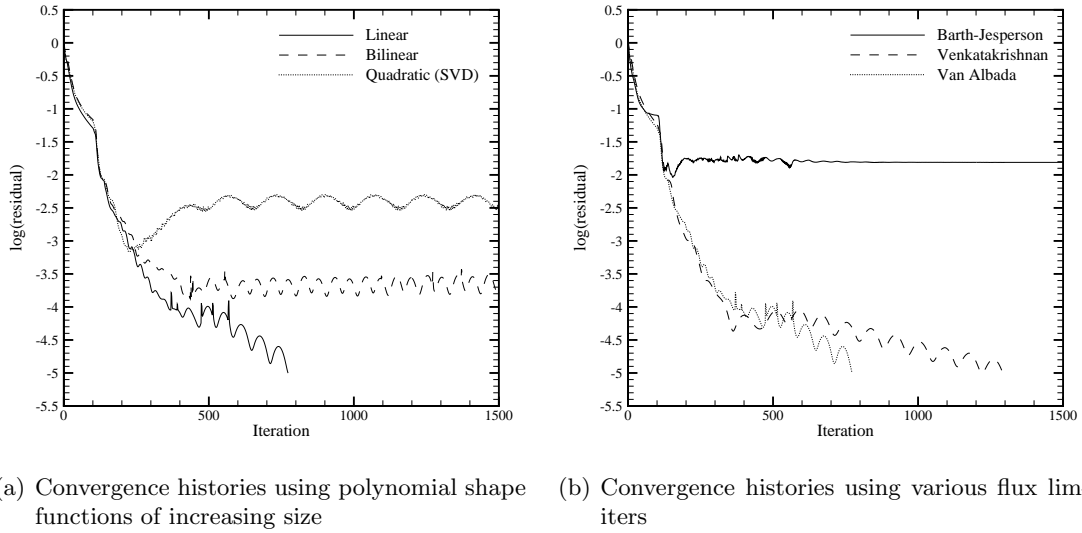 0.5
0
-0.5
-1
-1.5
-2
-2.5
-3
-3.5
-4
-4.5
-5
-5.5
log(residual)
0 500 1000 1500
Iteration
Linear
Bilinear
Quadratic (SVD)
0.5
0
-0.5
-1
-1.5
-2
-2.5
-3
-3.5
-4
-4.5
-5
-5.5
log(residual)
0 500 1000 1500
Iteration
Barth-Jesperson
Venkatakrishnan
Van Albada
a) Convergence histories using polynomial shape
functions of increasing size
(b) Convergence histories using various flux lim
iters